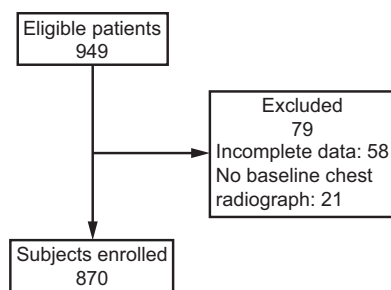 Eligible patients
949
Excluded
79
Incomplete data: 58
No baseline chest
radiograph: 21
Subjects enrolled
870